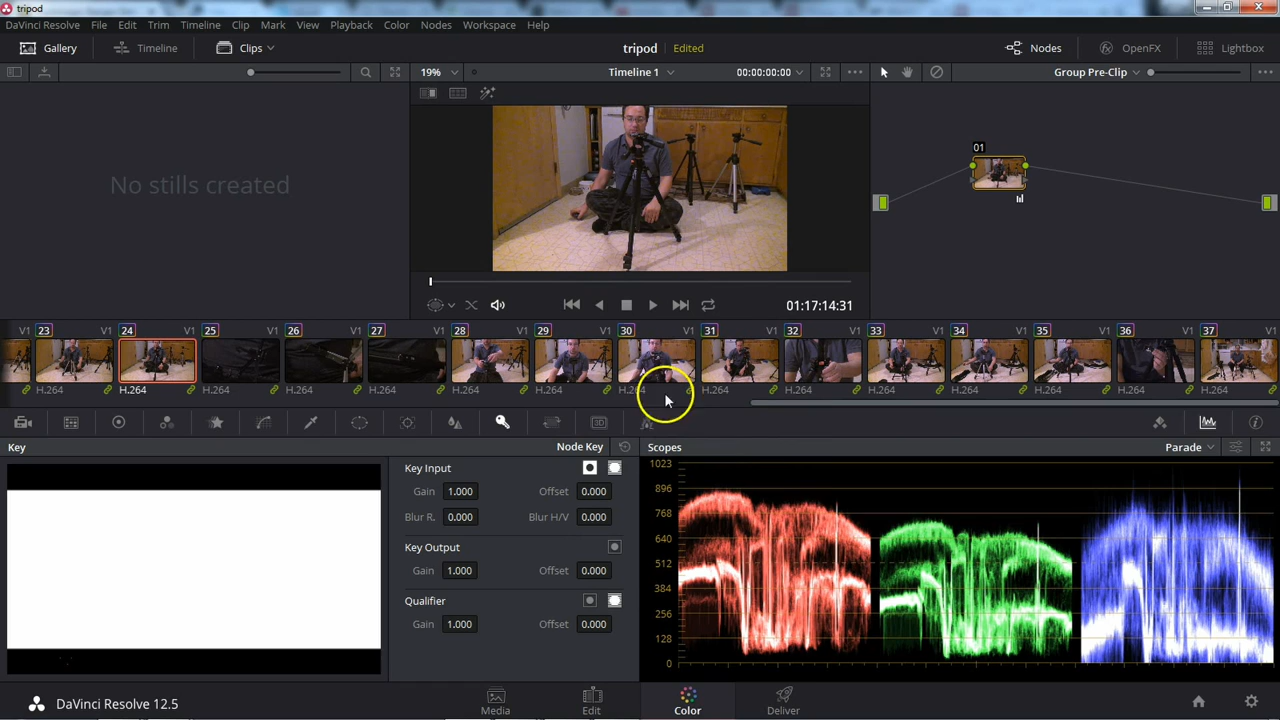 tripod
DaVinci Resolve File Edit Trim Timeline Clip Mark View Playback Color Nodes Workspace Help
Gallery Timeline Clips tripod Edited Nodes OpenFX Lightbox
19% Timeline 1 00:00:00:00 Group Pre-Clip
No stills created
01
01:17:14:31
V1 23 V1 24 V1 25 V1 26 V1 27 V1 28 V1 29 V1 30 V1 31 V1 32 V1 33 V1 34 V1 35 V1 36 V1 37 V1
H.264 H.264 H.264 H.264 H.264 H.264 H.264 H.264 H.264 H.264 H.264 H.264 H.264 H.264 H.264
3D
Key Node Key Scopes Parade
Key Input
Gain 1.000 Offset 0.000
Blur R. 0.000 Blur H/V 0.000
Key Output
Gain 1.000 Offset 0.000
Qualifier
Gain 1.000 Offset 0.000
1023
896
768
640
512
384
256
128
0
DaVinci Resolve 12.5 Media Edit Color Deliver